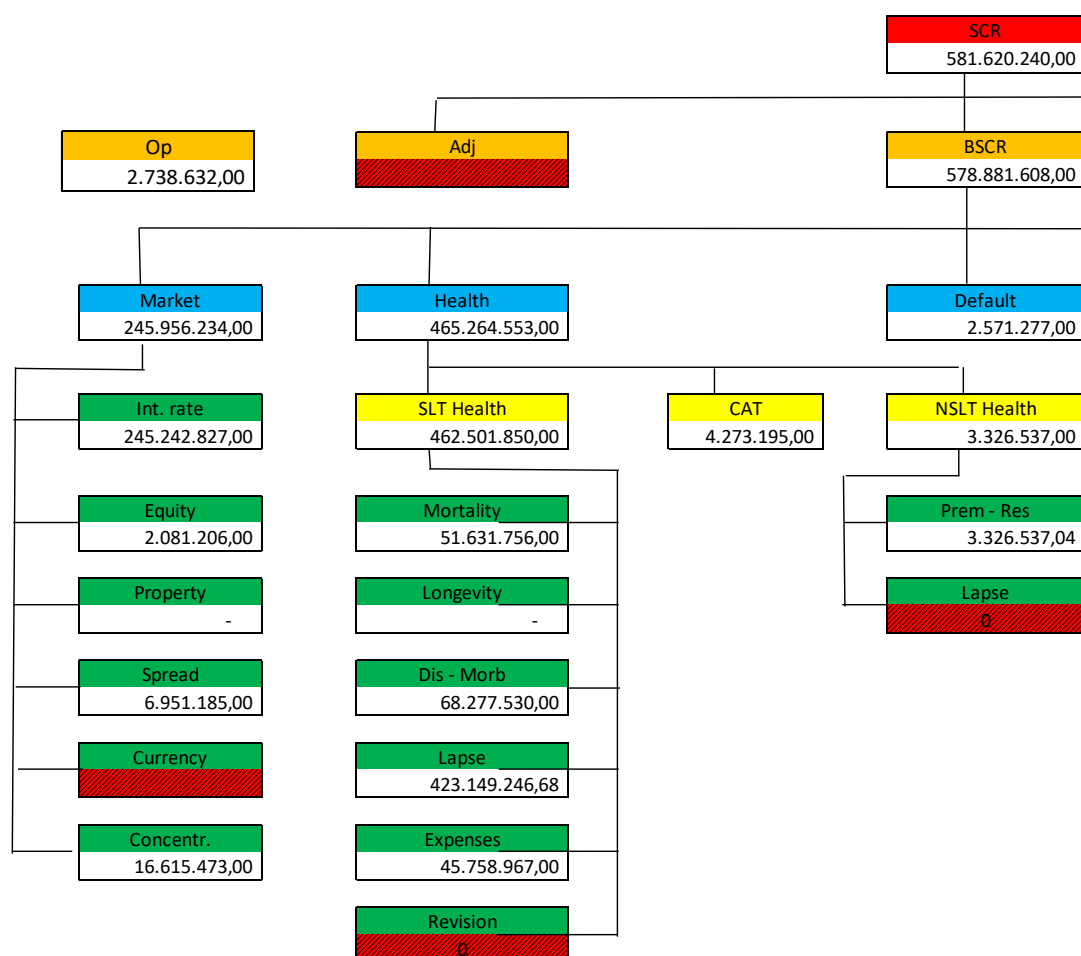 SCR
581.620.240,00
Op
2.738.632,00
Adj
BSCR
578.881.608,00
Market
245.956.234,00
Health
465.264.553,00
Default
2.571.277,00
Int. rate
245.242.827,00
SLT Health
462.501.850,00
CAT
4.273.195,00
NSLT Health
3.326.537,00
Equity
2.081.206,00
Mortality
51.631.756,00
Prem - Res
3.326.537,04
Property
-
Longevity
-
Lapse
0
Spread
6.951.185,00
Dis - Morb
68.277.530,00
Currency
Lapse
423.149.246,68
Concentr.
16.615.473,00
Expenses
45.758.967,00
Revision
0